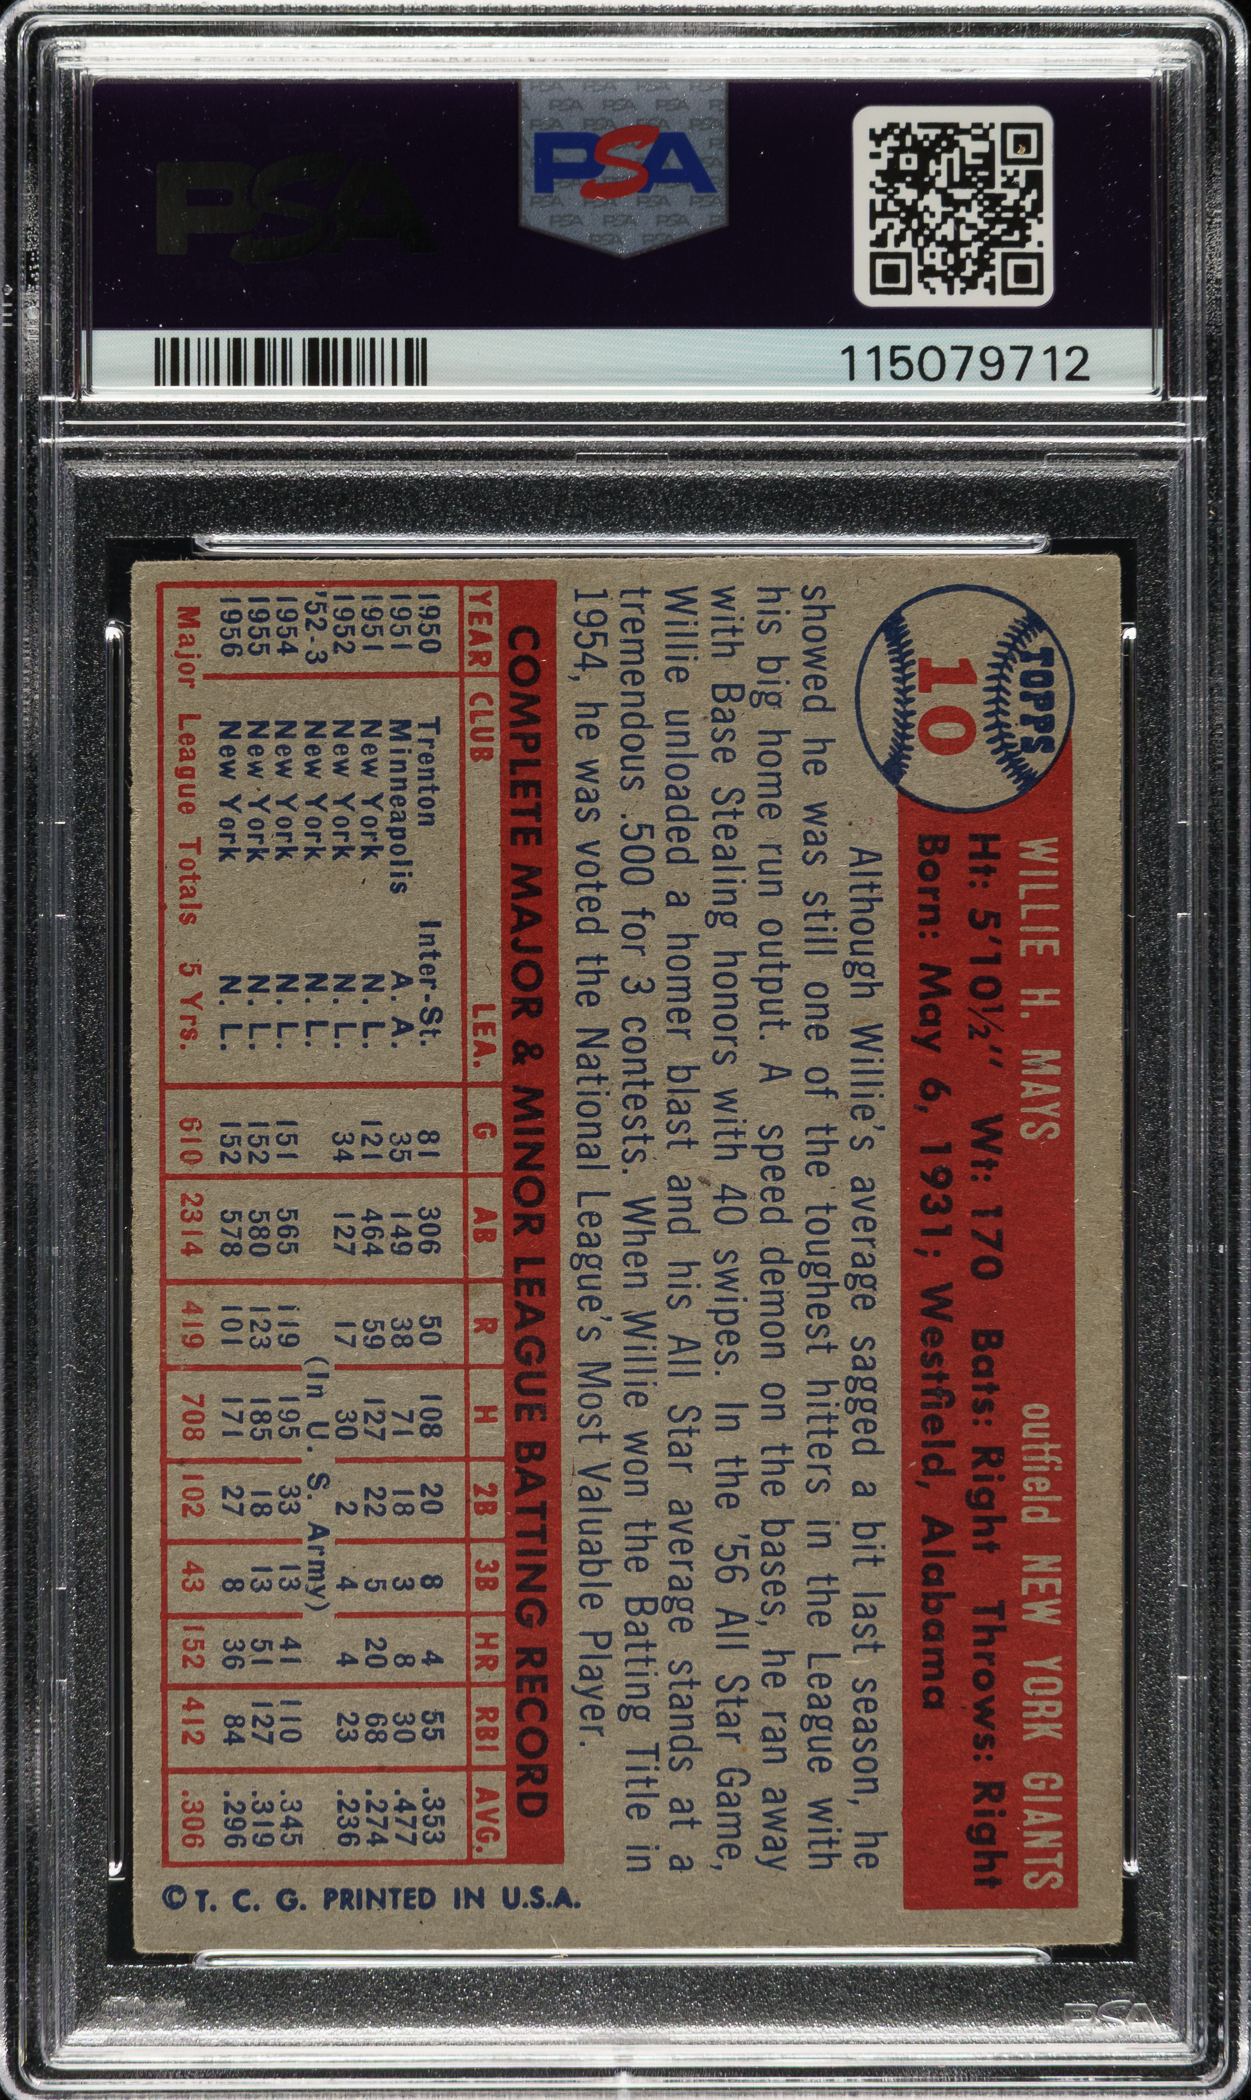 PSA
PSA
115079712
TOPPS
10
WILLIE H. MAYS outfield NEW YORK GIANTS
Ht: 5'10½" Wt: 170 Bats: Right Throws: Right
Born: May 6, 1931; Westfield, Alabama
Although Willie's average sagged a bit last season, he
showed he was still one of the toughest hitters in the League with
his big home run output. A speed demon on the bases, he ran away
with Base Stealing honors with 40 swipes. In the '56 All Star Game,
Willie unloaded a homer blast and his All Star average stands at a
tremendous .500 for 3 contests. When Willie won the Batting Title in
1954, he was voted the National League's Most Valuable Player.
COMPLETE MAJOR & MINOR LEAGUE BATTING RECORD
YEAR CLUB LEA. G AB R H 2B 3B HR RBI AVG.
1950 Trenton Inter-St. 81 306 50 108 20 8 4 55 .353
1951 Minneapolis A. A. 35 149 38 71 18 3 8 30 .477
1951 New York N. L. 121 464 59 127 22 5 20 68 .274
1952 New York N. L. 34 127 17 30 2 4 4 23 .236
'52-3 New York N. L. (In U. S. Army)
1954 New York N. L. 151 565 119 195 33 13 41 110 .345
1955 New York N. L. 152 580 123 185 18 13 51 127 .319
1956 New York N. L. 152 578 101 171 27 8 36 84 .296
Major League Totals 5 Yrs. 610 2314 419 708 102 43 152 412 .306
© T. C. G. PRINTED IN U.S.A.
PSA